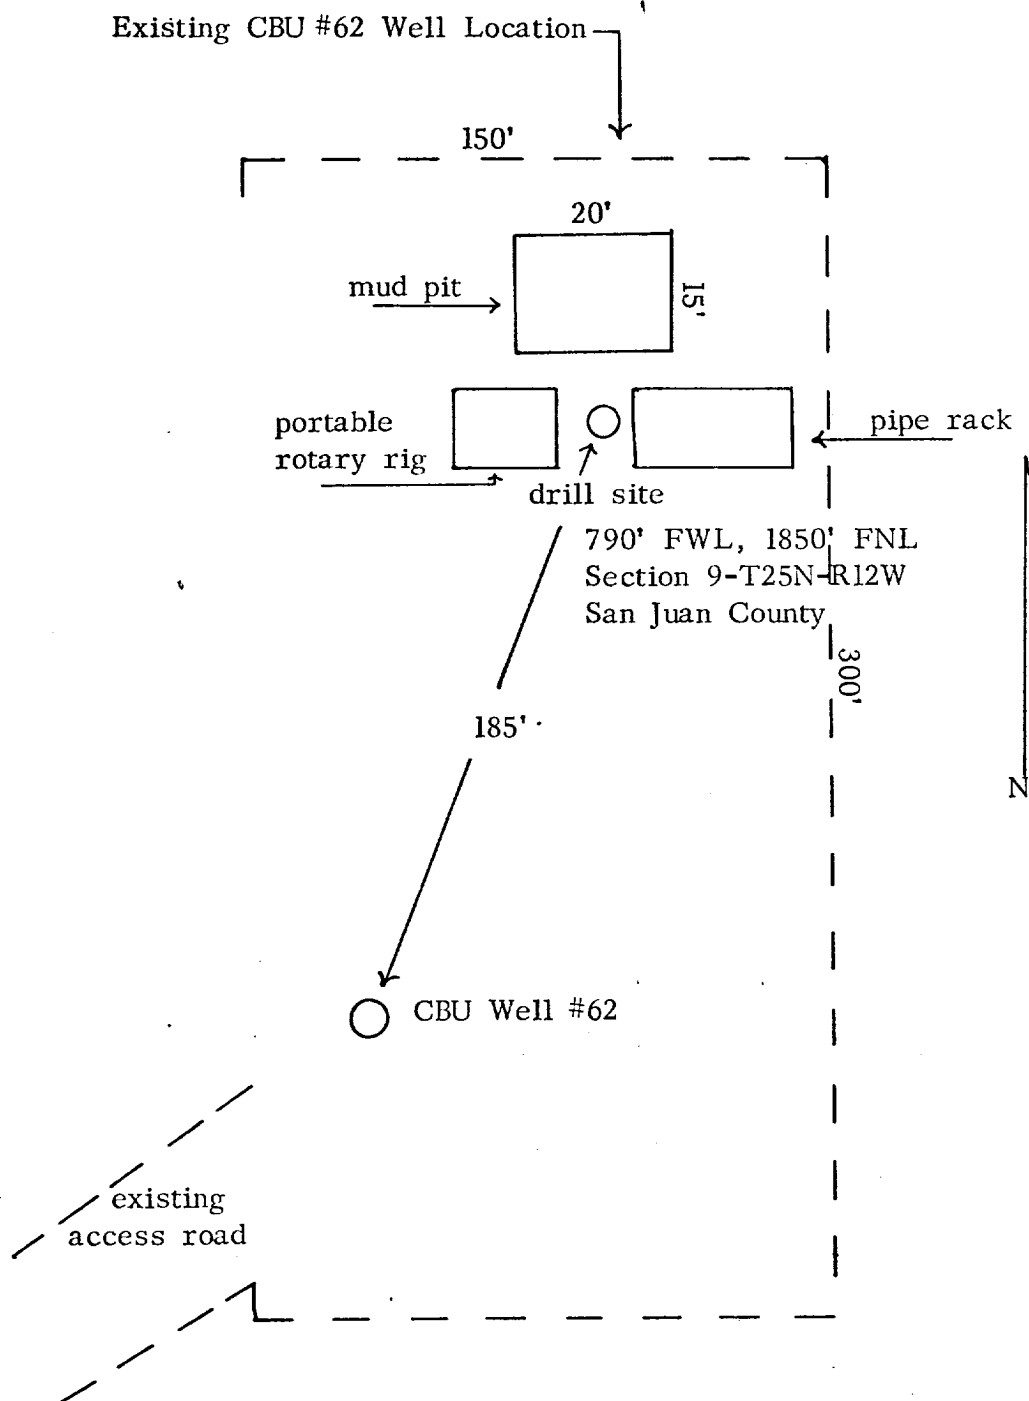 Existing CBU #62 Well Location
150'
20'
mud pit
15'
portable
rotary rig
pipe rack
drill site
790' FWL, 1850' FNL
Section 9-T25N-R12W
San Juan County
300'
185'
N
CBU Well #62
existing
access road